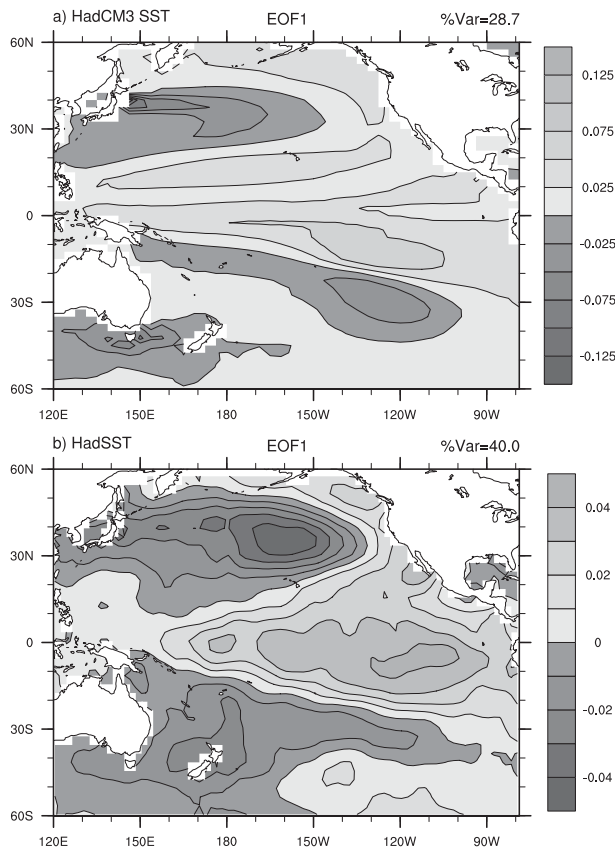 a) HadCM3 SST EOF1 %Var=28.7
60N
30N
0
30S
60S
120E 150E 180 150W 120W 90W
0.125
0.075
0.025
0
-0.025
-0.075
-0.125
b) HadSST EOF1 %Var=40.0
60N
30N
0
30S
60S
120E 150E 180 150W 120W 90W
0.04
0.02
0
-0.02
-0.04